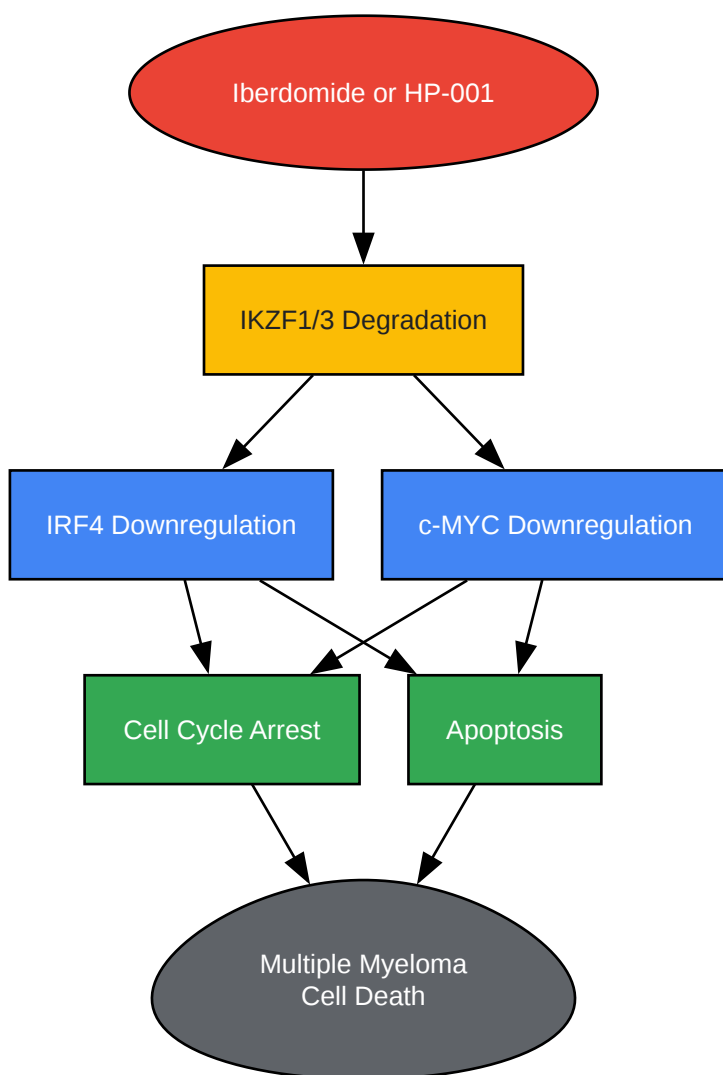 Iberdomide or HP-001
IKZF1/3 Degradation
IRF4 Downregulation
c-MYC Downregulation
Cell Cycle Arrest
Apoptosis
Multiple Myeloma
Cell Death